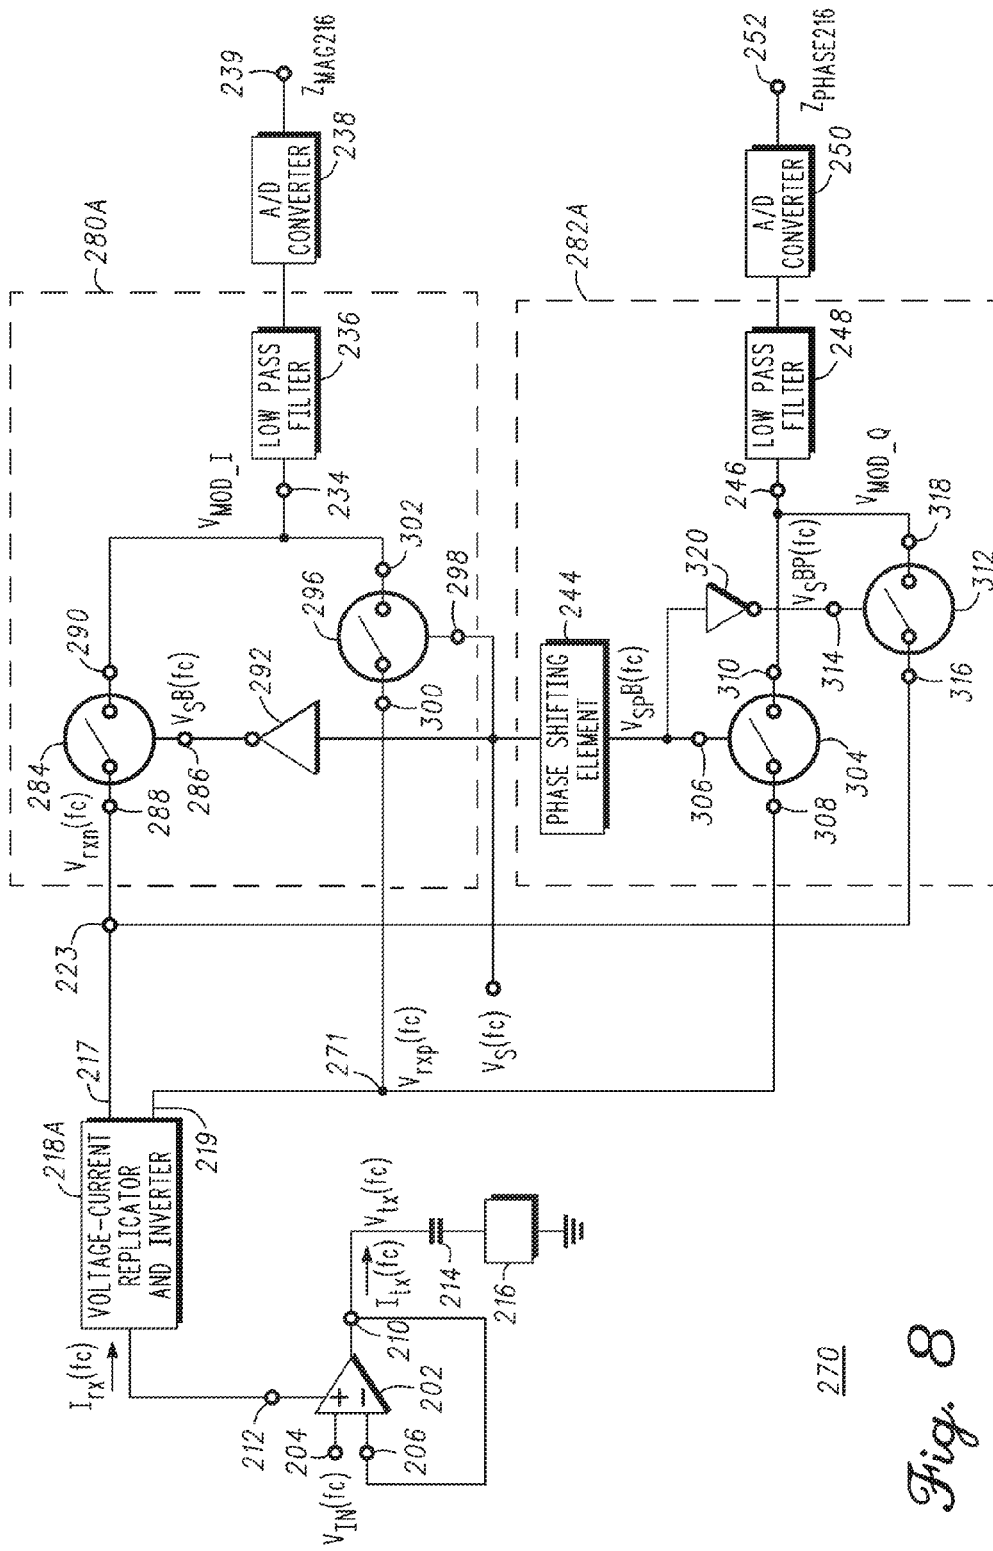 280A
239
Z_MAG216
A/D
CONVERTER
238
LOW PASS
FILTER
236
V_MOD_I
234
290
284
V_rxn(fc)
288
V_SB(fc)
286
292
296
302
298
300
223
217
218A
VOLTAGE-CURRENT
REPLICATOR
AND INVERTER
219
271
V_rxp(fc)
V_S(fc)
I_rx(fc)
212
204
V_IN(fc)
206
202
+
−
210
I_tx(fc)
V_tx(fc)
214
216
282A
252
Z_PHASE216
A/D
CONVERTER
250
LOW PASS
FILTER
248
246
V_MOD_Q
244
PHASE SHIFTING
ELEMENT
V_SPB(fc)
320
V_SBP(fc)
306
310
304
308
314
318
312
316
270
Fig. 8